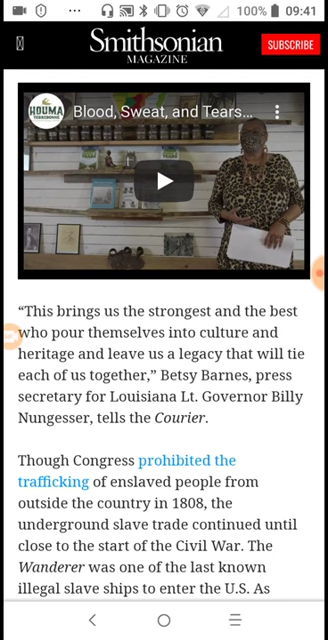 100% 09:41
Smithsonian
MAGAZINE
SUBSCRIBE
HOUMA
TERREBONNE
Blood, Sweat, and Tears...
“This brings us the strongest and the best
who pour themselves into culture and
heritage and leave us a legacy that will tie
each of us together,” Betsy Barnes, press
secretary for Louisiana Lt. Governor Billy
Nungesser, tells the Courier.
Though Congress prohibited the
trafficking of enslaved people from
outside the country in 1808, the
underground slave trade continued until
close to the start of the Civil War. The
Wanderer was one of the last known
illegal slave ships to enter the U.S. As